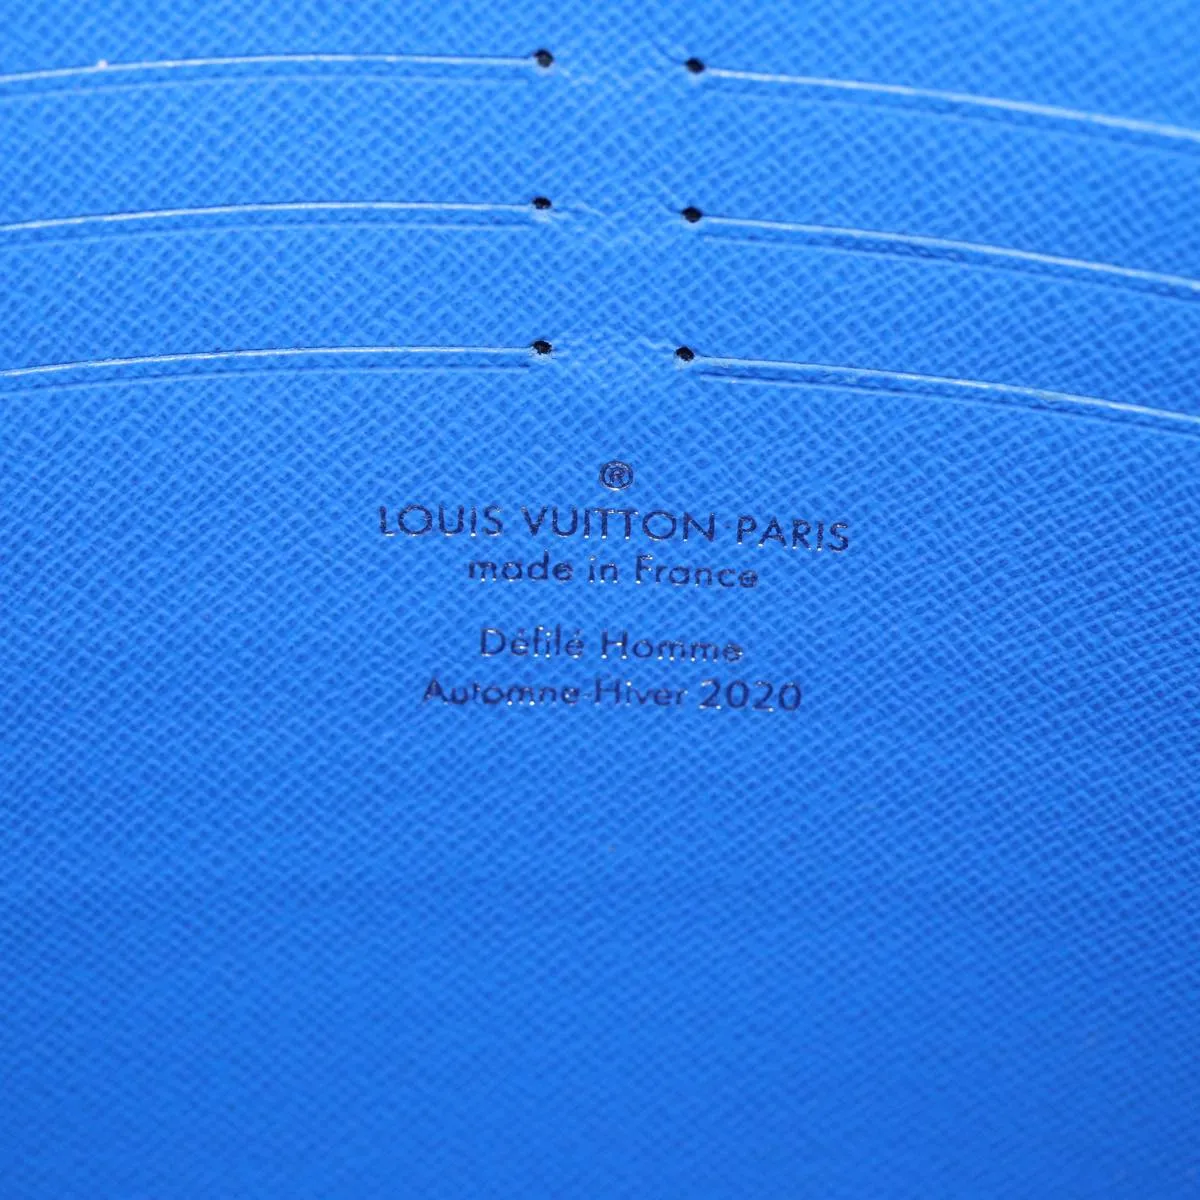 ®
LOUIS VUITTON PARIS
made in France
Défilé Homme
Automne-Hiver 2020